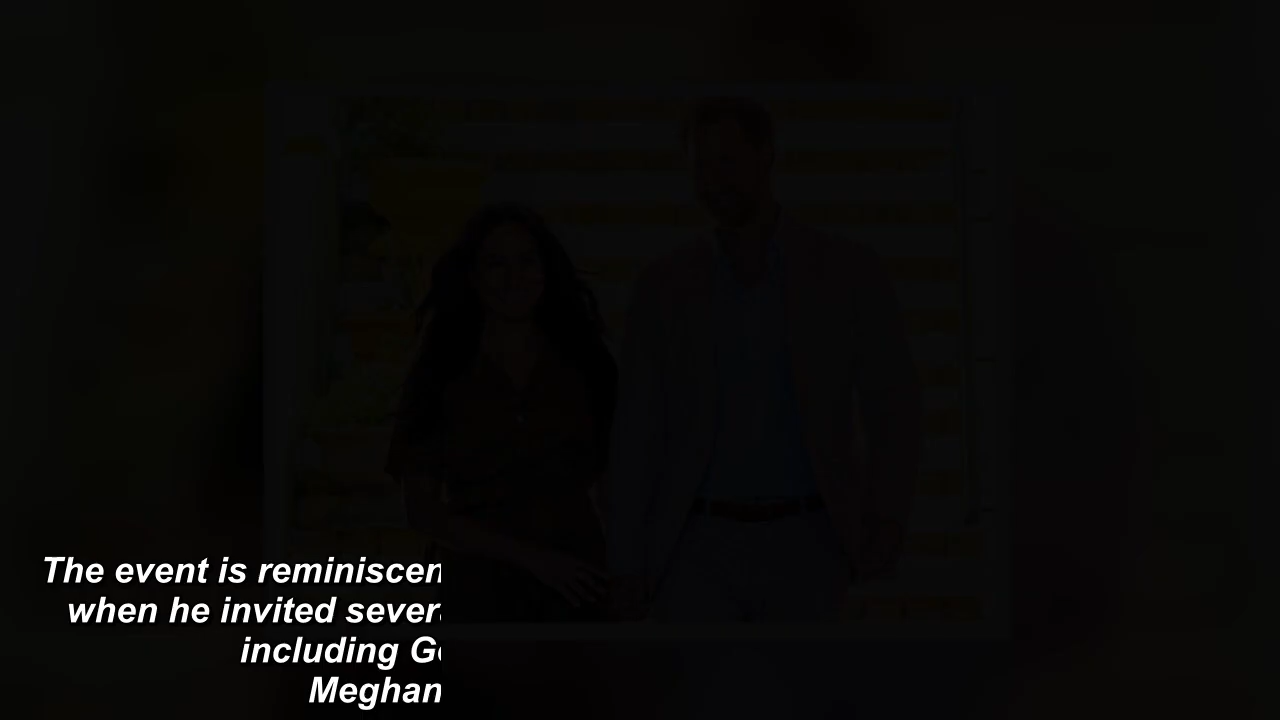 The event is reminiscen
when he invited sever
including G
Meghan